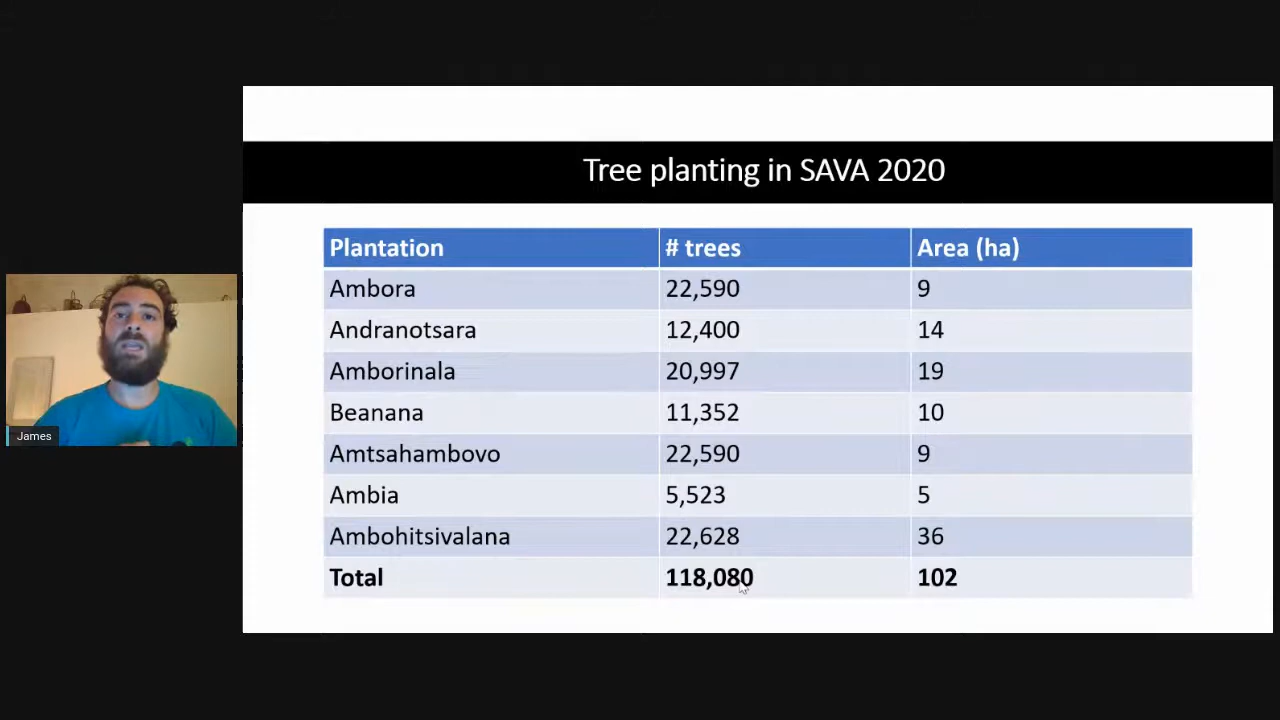 Tree planting in SAVA 2020
Plantation # trees Area (ha)
Ambora 22,590 9
Andranotsara 12,400 14
Amborinala 20,997 19
Beanana 11,352 10
Amtsahambovo 22,590 9
Ambia 5,523 5
Ambohitsivalana 22,628 36
Total 118,080 102
James